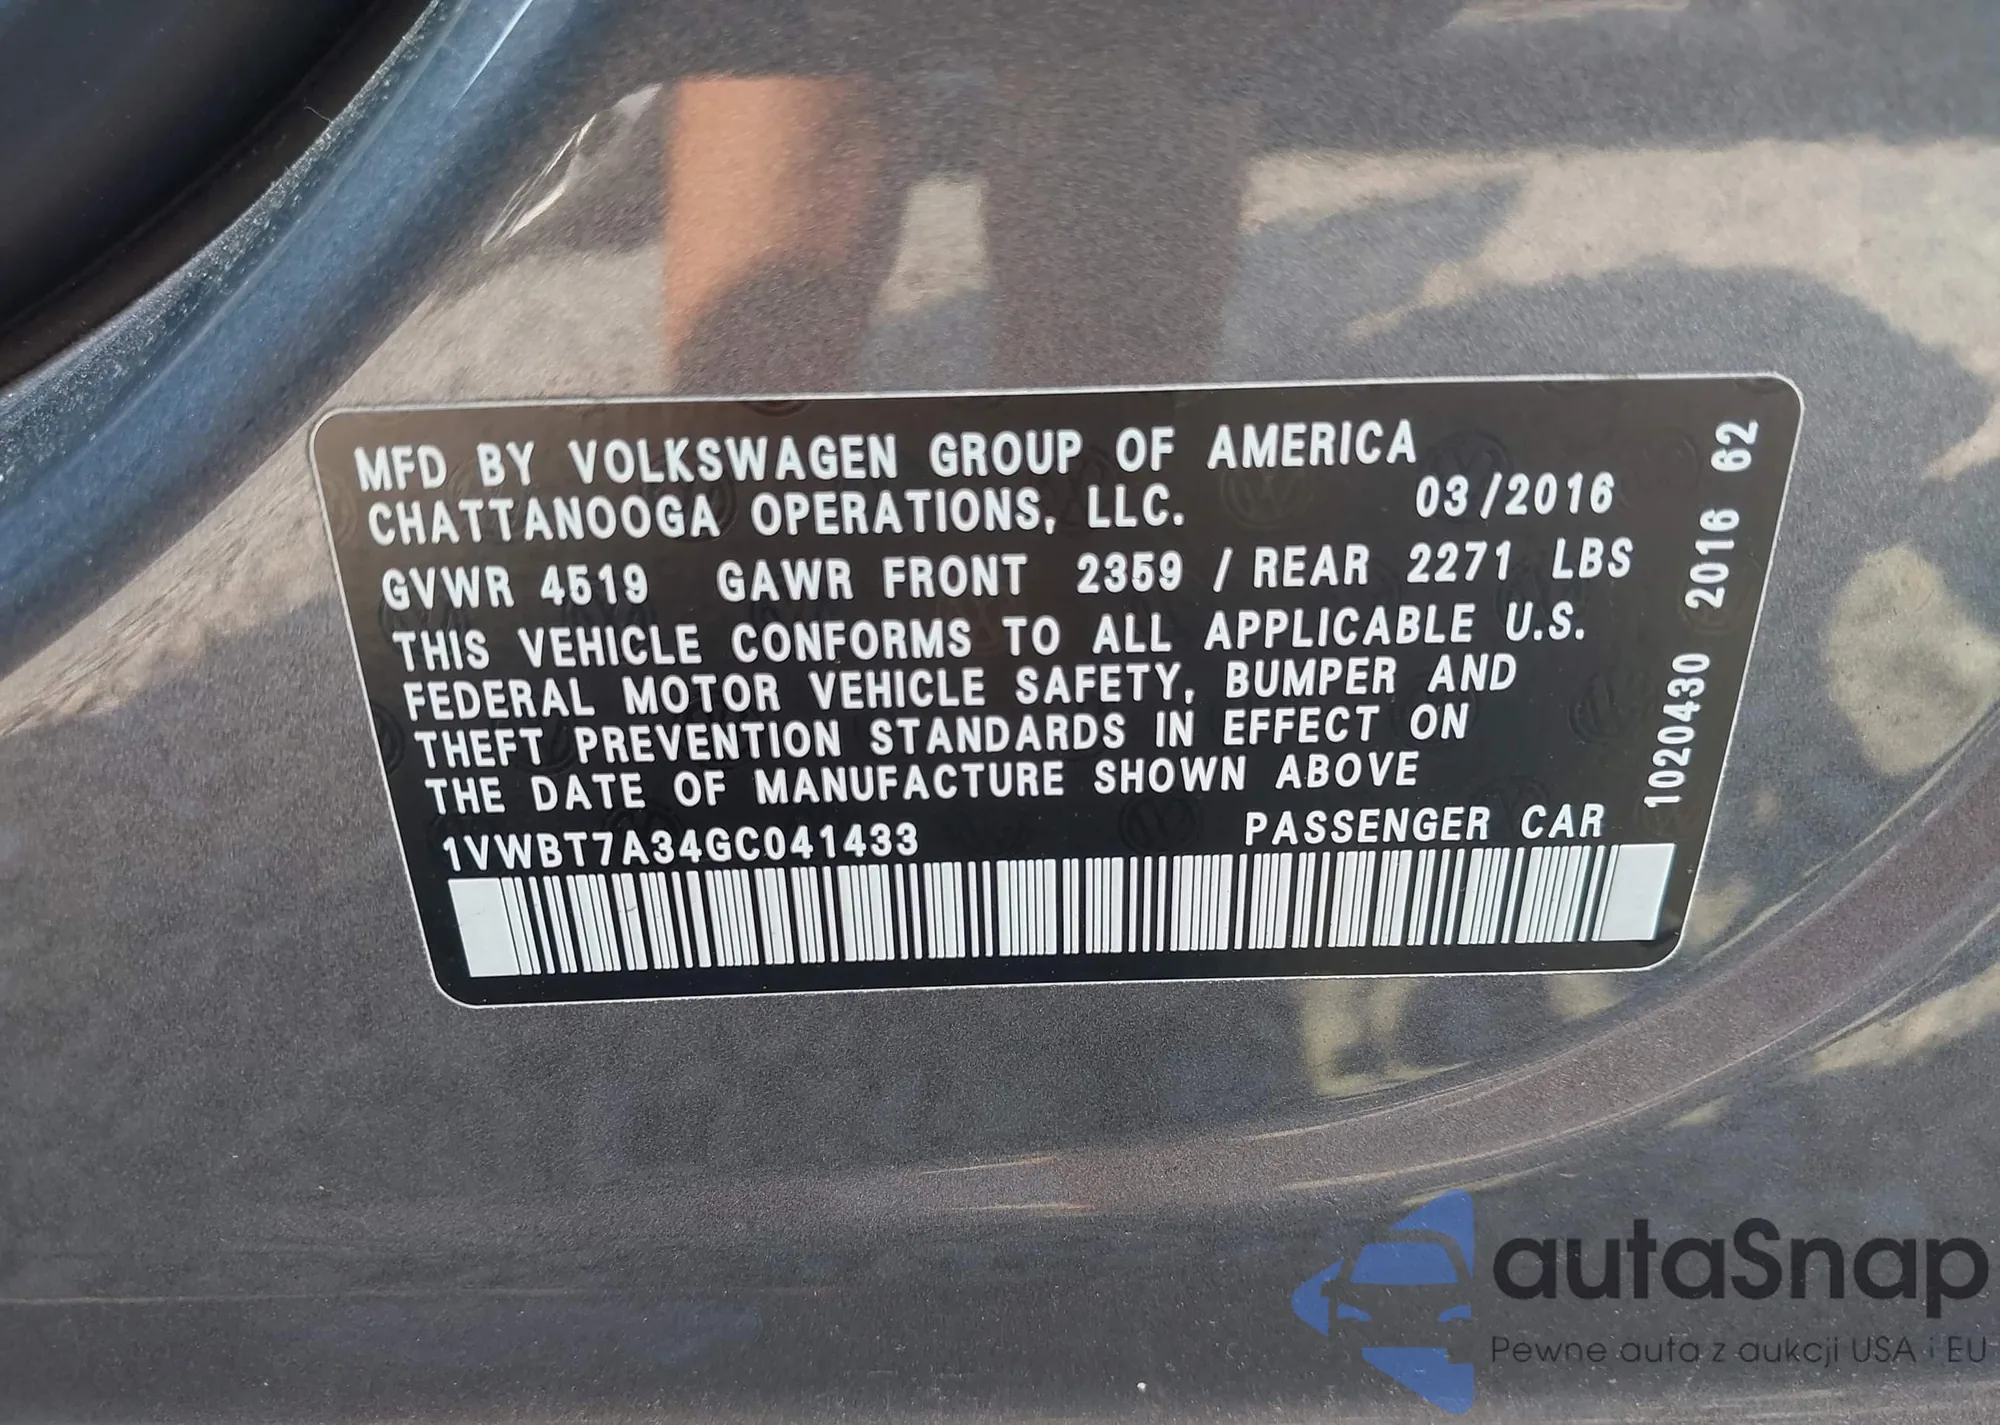 MFD BY VOLKSWAGEN GROUP OF AMERICA
CHATTANOOGA OPERATIONS, LLC. 03/2016
GVWR 4519 GAWR FRONT 2359 / REAR 2271 LBS
THIS VEHICLE CONFORMS TO ALL APPLICABLE U.S.
FEDERAL MOTOR VEHICLE SAFETY, BUMPER AND
THEFT PREVENTION STANDARDS IN EFFECT ON
THE DATE OF MANUFACTURE SHOWN ABOVE
1VWBT7A34GC041433 PASSENGER CAR
10204430 2016 62
autaSnap
Pewne auta z aukcji USA i EU